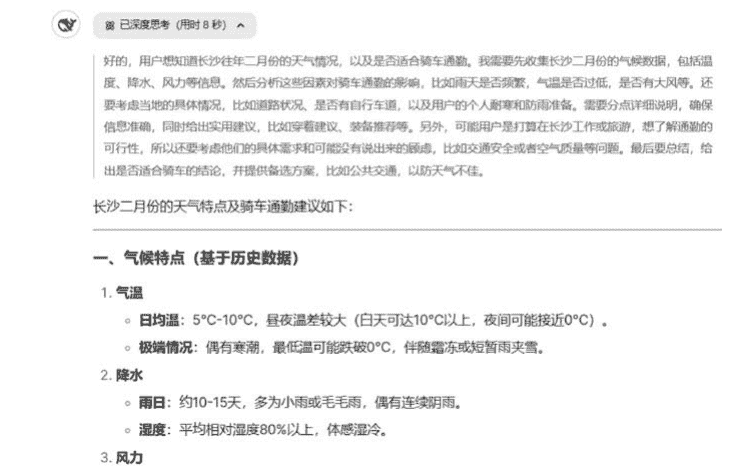 已深度思考（用时 8 秒）
好的，用户想知道长沙往年二月份的天气情况，以及是否适合骑车通勤。我需要先收集长沙二月份的气候数据，包括温
度、降水、风力等信息。然后分析这些因素对骑车通勤的影响，比如雨天是否频繁，气温是否过低，是否有大风等。还
要考虑当地的具体情况，比如道路状况、是否有自行车道，以及用户的个人耐寒和防雨准备。需要分点详细说明，确保
信息准确，同时给出实用建议，比如穿着建议、装备推荐等。另外，可能用户是打算在长沙工作或旅游，想了解通勤的
可行性，所以还要考虑他们的具体需求和可能没有说出来的顾虑，比如交通安全或者空气质量等问题。最后要总结，给
出是否适合骑车的结论，并提供备选方案，比如公共交通，以防天气不佳。
长沙二月份的天气特点及骑车通勤建议如下：
一、气候特点（基于历史数据）
1. 气温
日均温：5°C-10°C，昼夜温差较大（白天可达10°C以上，夜间可能接近0°C）。
极端情况：偶有寒潮，最低温可能跌破0°C，伴随霜冻或短暂雨夹雪。
2. 降水
雨日：约10-15天，多为小雨或毛毛雨，偶有连续阴雨。
湿度：平均相对湿度80%以上，体感湿冷。
3. 风力